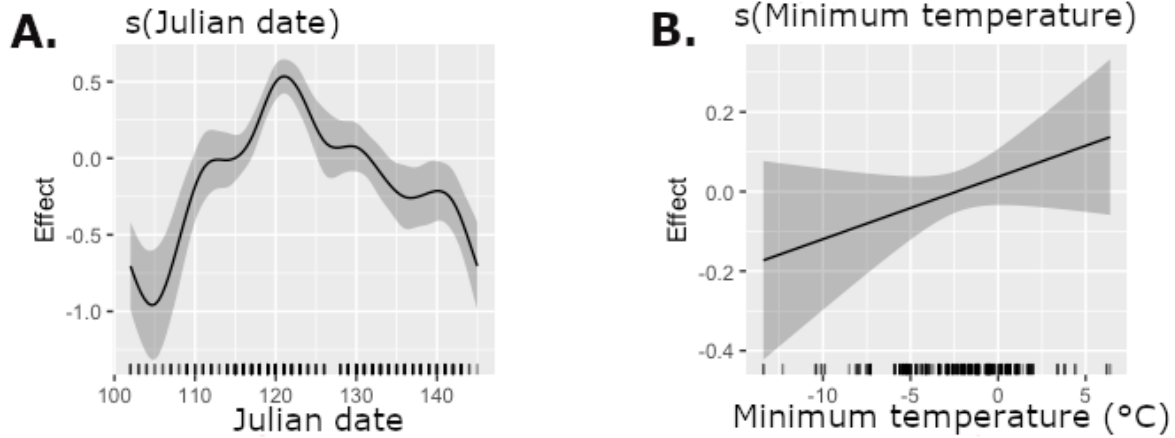 A.
s(Julian date)
0.5
0.0
-0.5
-1.0
Effect
100
110
120
130
140
Julian date
B.
s(Minimum temperature)
0.2
0.0
-0.2
-0.4
Effect
-10
-5
0
5
Minimum temperature (°C)